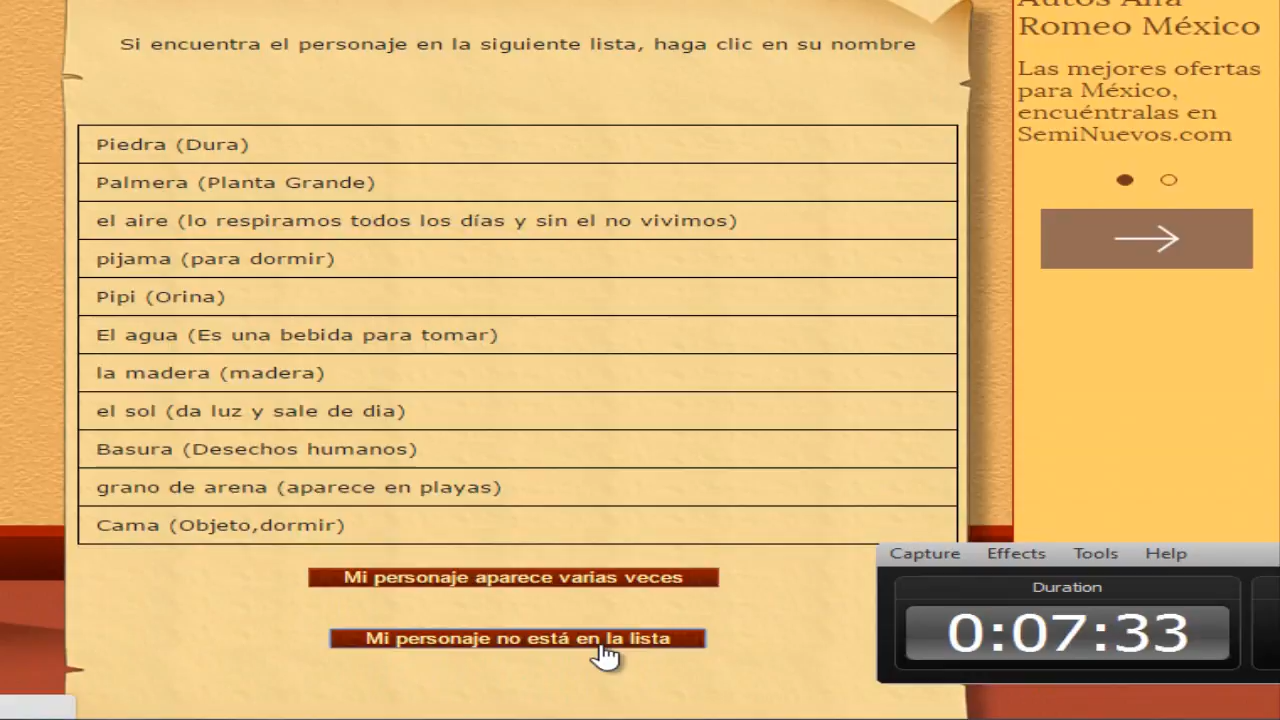 Autos Alfa
Romeo México
Si encuentra el personaje en la siguiente lista, haga clic en su nombre
Las mejores ofertas
para México,
encuéntralas en
SemiNuevos.com
Piedra (Dura)
Palmera (Planta Grande)
el aire (lo respiramos todos los días y sin el no vivimos)
pijama (para dormir)
Pipi (Orina)
El agua (Es una bebida para tomar)
la madera (madera)
el sol (da luz y sale de dia)
Basura (Desechos humanos)
grano de arena (aparece en playas)
Cama (Objeto,dormir)
Mi personaje aparece varias veces
Mi personaje no está en la lista
Capture Effects Tools Help
Duration
0:07:33